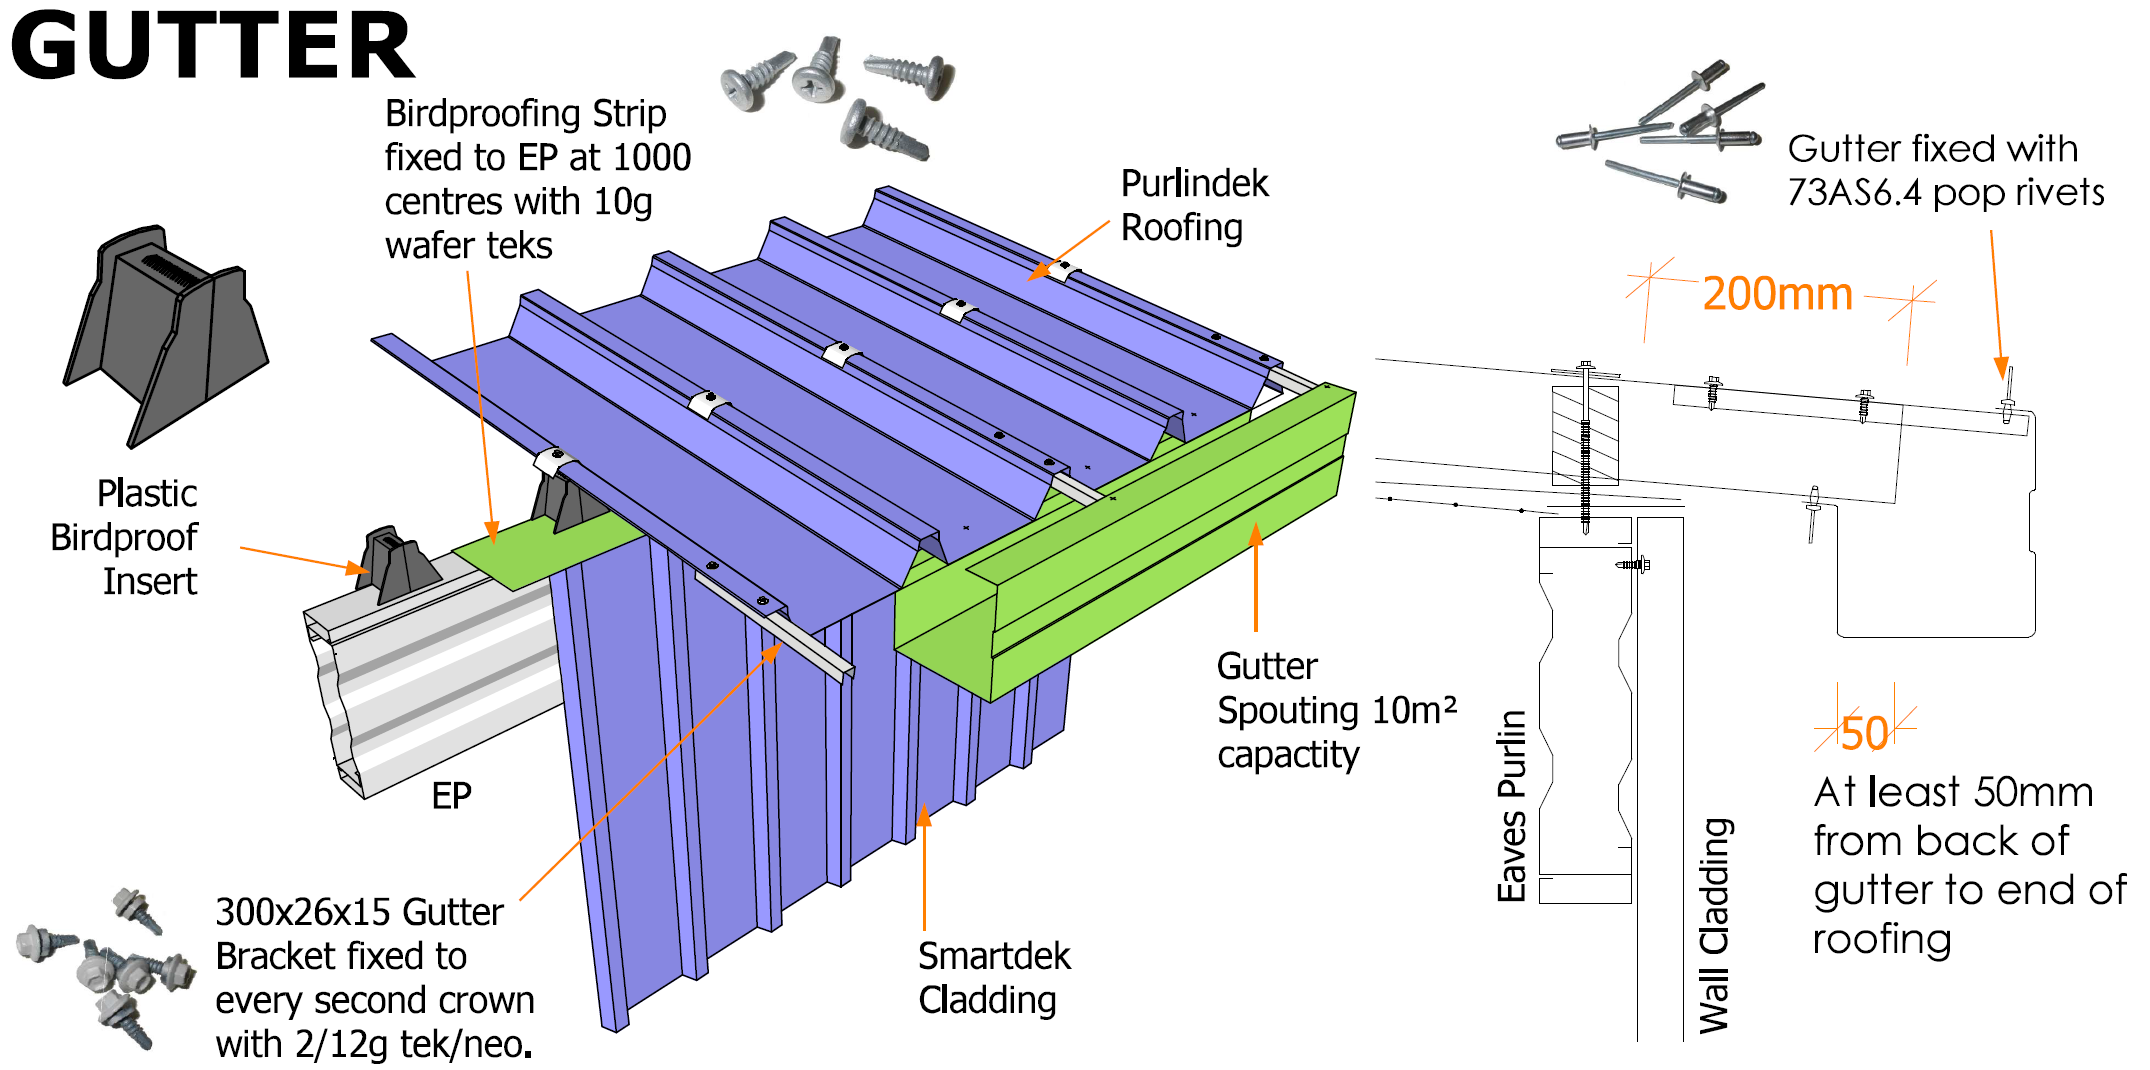 GUTTER
Birdproofing Strip
fixed to EP at 1000
centres with 10g
wafer teks
Purlindek
Roofing
Gutter fixed with
73AS6.4 pop rivets
200mm
Plastic
Birdproof
Insert
EP
300x26x15 Gutter
Bracket fixed to
every second crown
with 2/12g tek/neo.
Smartdek
Cladding
Gutter
Spouting 10m²
capactity
Eaves Purlin
Wall Cladding
50
At least 50mm
from back of
gutter to end of
roofing